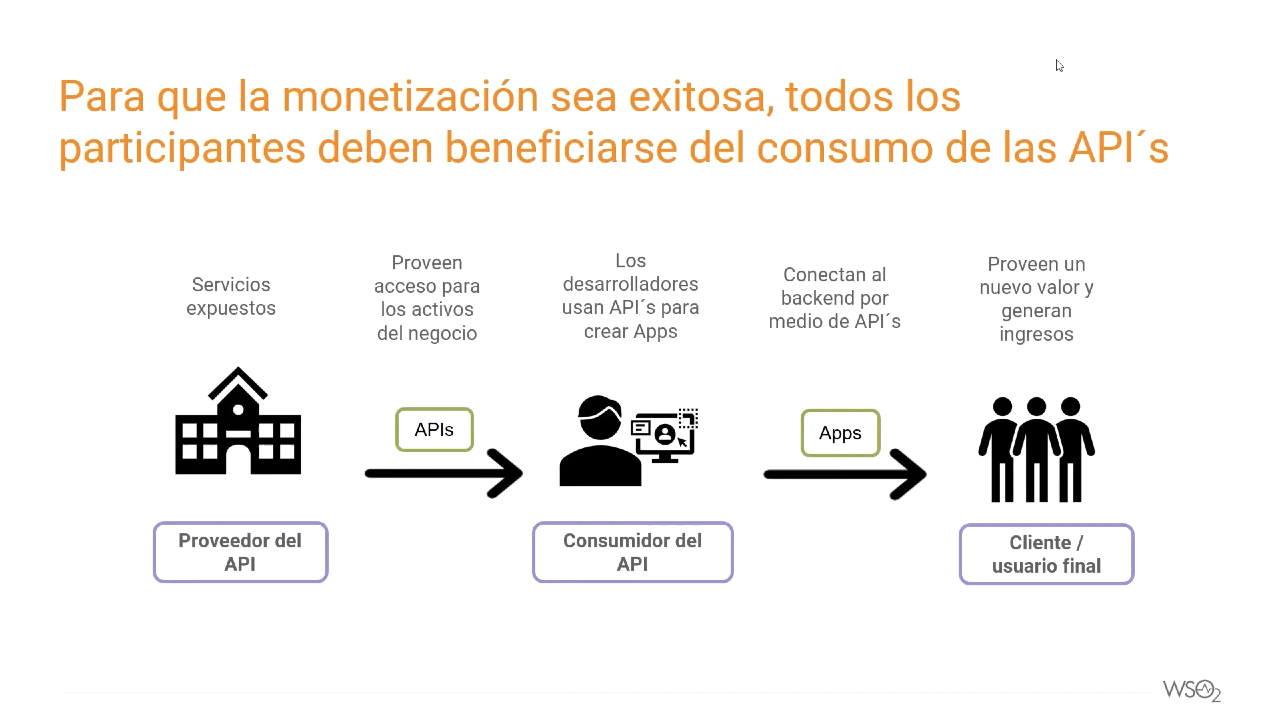 Para que la monetización sea exitosa, todos los
participantes deben beneficiarse del consumo de las API´s
Servicios
expuestos
Proveen
acceso para
los activos
del negocio
Los
desarrolladores
usan API´s para
crear Apps
Conectan al
backend por
medio de API´s
Proveen un
nuevo valor y
generan
ingresos
APIs
Apps
Proveedor del
API
Consumidor del
API
Cliente /
usuario final
WSO2